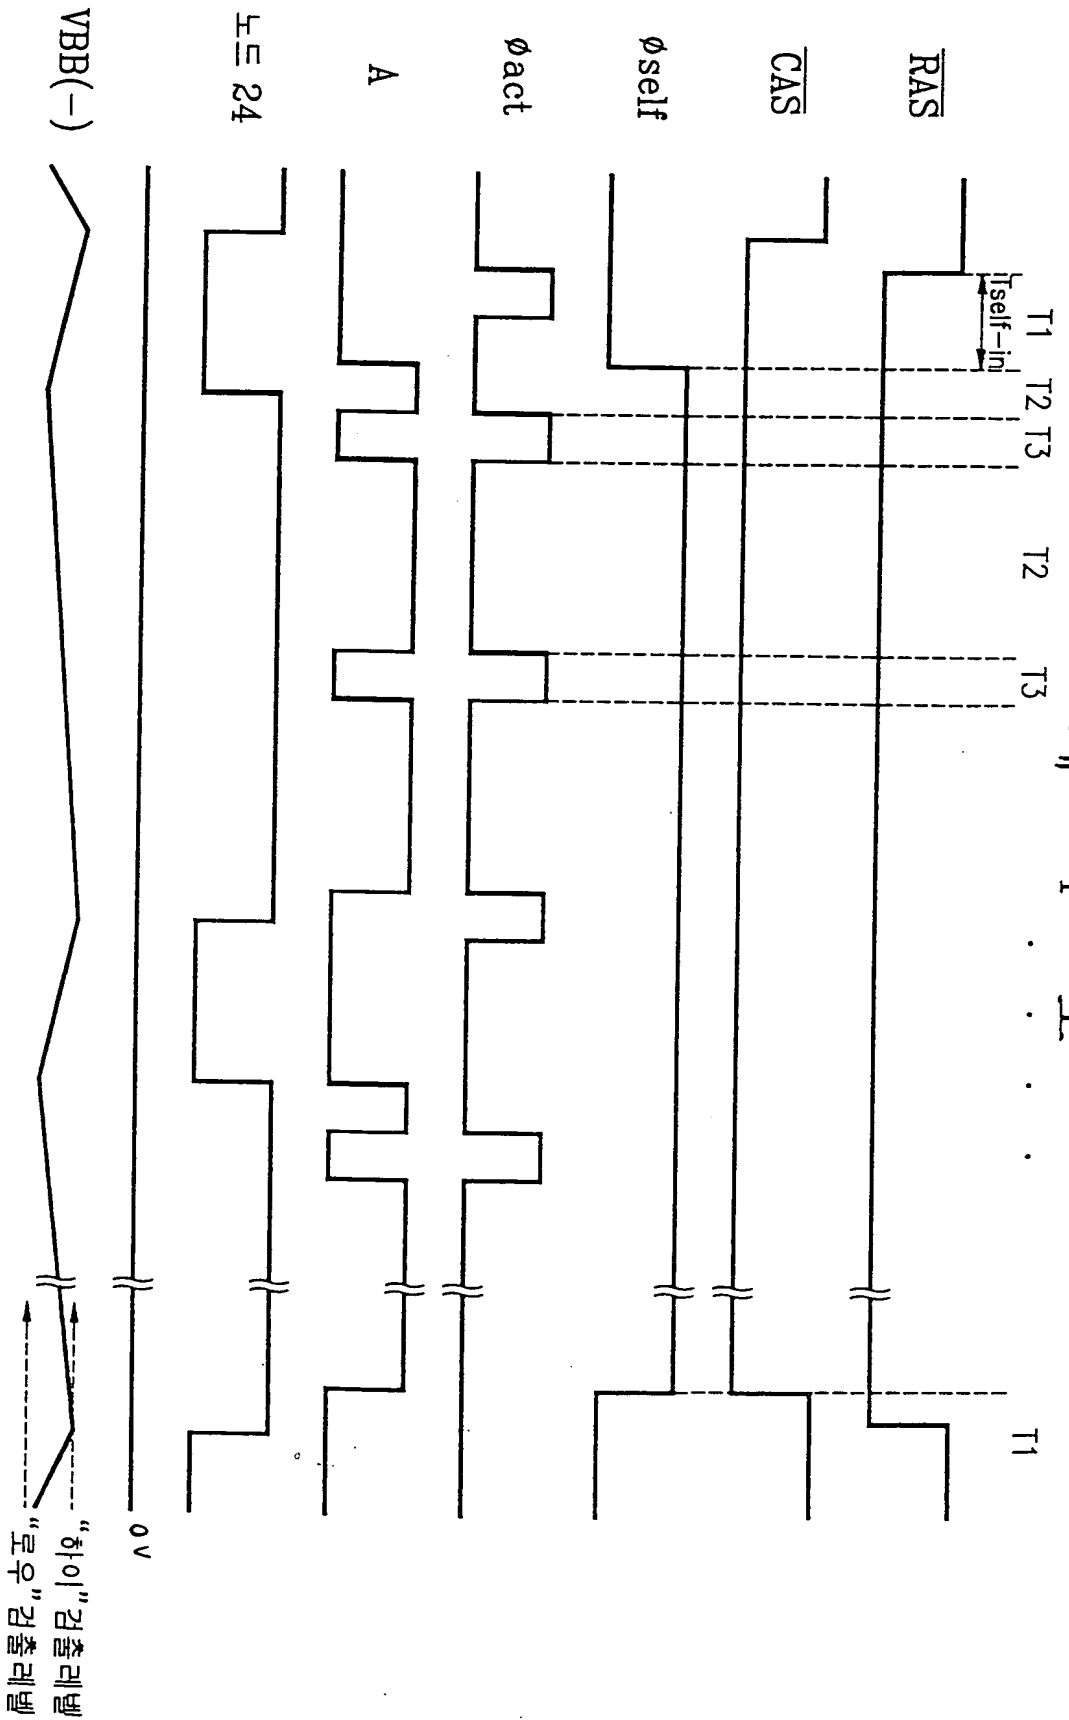 T1 T2 T3 T2 T3 . . . . T1
Tself-in
RAS
CAS
øself
øact
A
노드 24
0V
VBB(-)
"하이"검출레벨
"로우"검출레벨